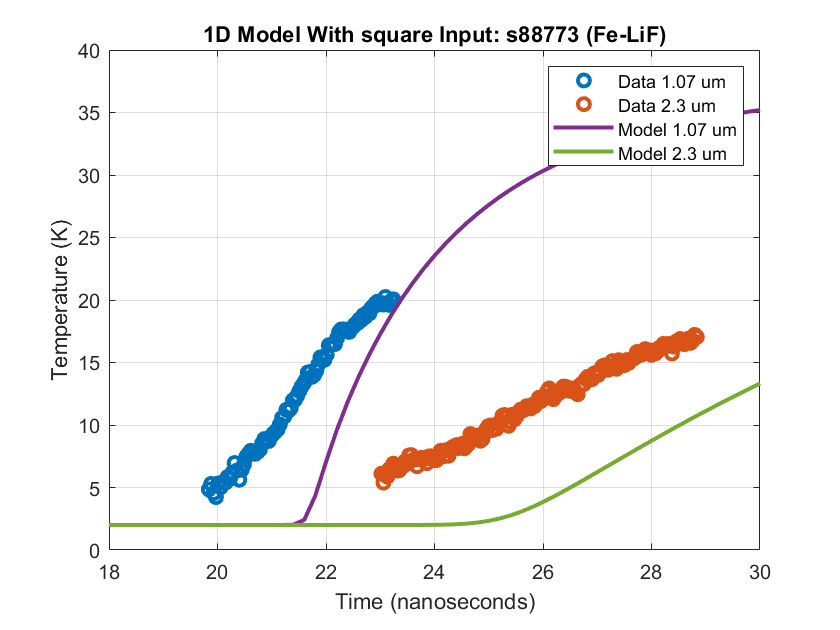 1D Model With square Input: s88773 (Fe-LiF)
40
35
30
25
20
15
10
5
0
Temperature (K)
Data 1.07 um
Data 2.3 um
Model 1.07 um
Model 2.3 um
18
20
22
24
26
28
30
Time (nanoseconds)